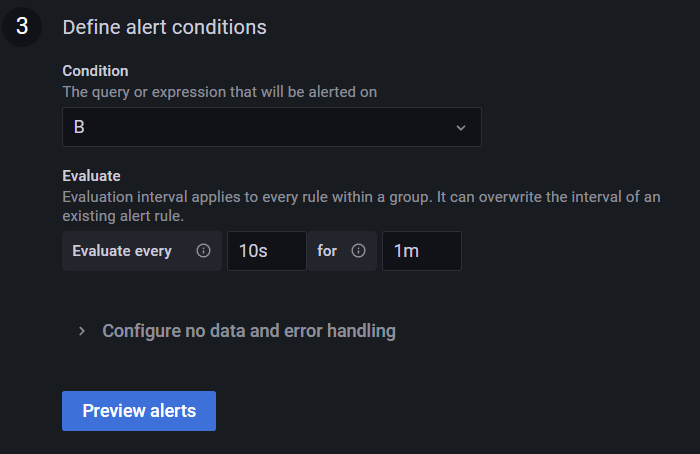 3 Define alert conditions
Condition
The query or expression that will be alerted on
B
Evaluate
Evaluation interval applies to every rule within a group. It can overwrite the interval of an
existing alert rule.
Evaluate every 10s for 1m
Configure no data and error handling
Preview alerts